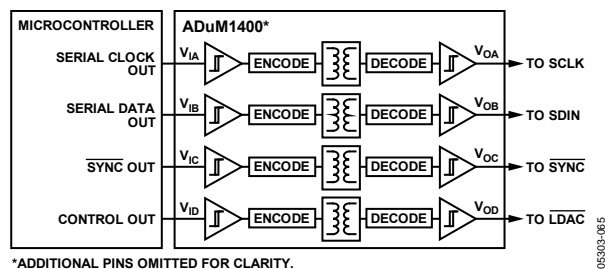 MICROCONTROLLER
ADuM1400*
SERIAL CLOCK
OUT
VIA
ENCODE
DECODE
VOA
TO SCLK
SERIAL DATA
OUT
VIB
ENCODE
DECODE
VOB
TO SDIN
SYNC OUT
VIC
ENCODE
DECODE
VOC
TO SYNC
CONTROL OUT
VID
ENCODE
DECODE
VOD
TO LDAC
*ADDITIONAL PINS OMITTED FOR CLARITY.
05303-065